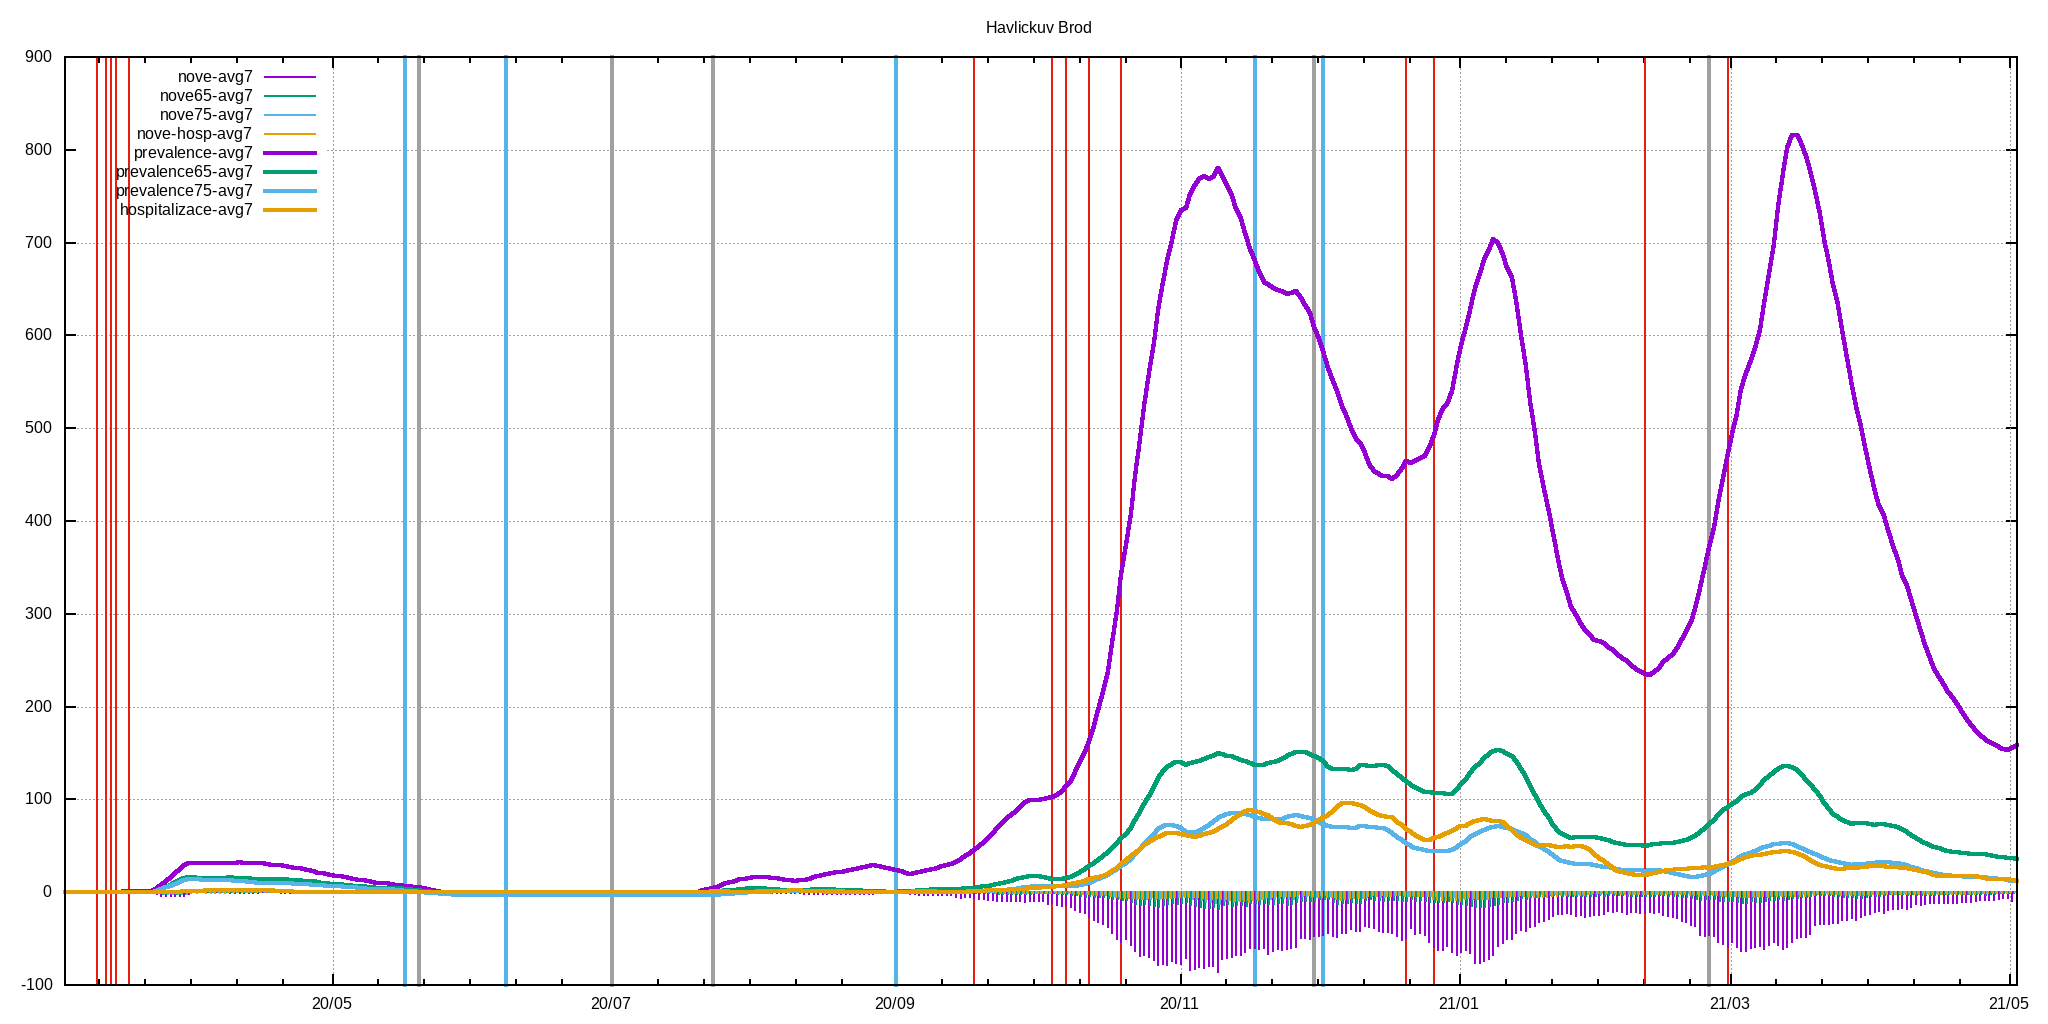 Havlickuv Brod
900
800
700
600
500
400
300
200
100
0
-100
nove-avg7
nove65-avg7
nove75-avg7
nove-hosp-avg7
prevalence-avg7
prevalence65-avg7
prevalence75-avg7
hospitalizace-avg7
20/05
20/07
20/09
20/11
21/01
21/03
21/05